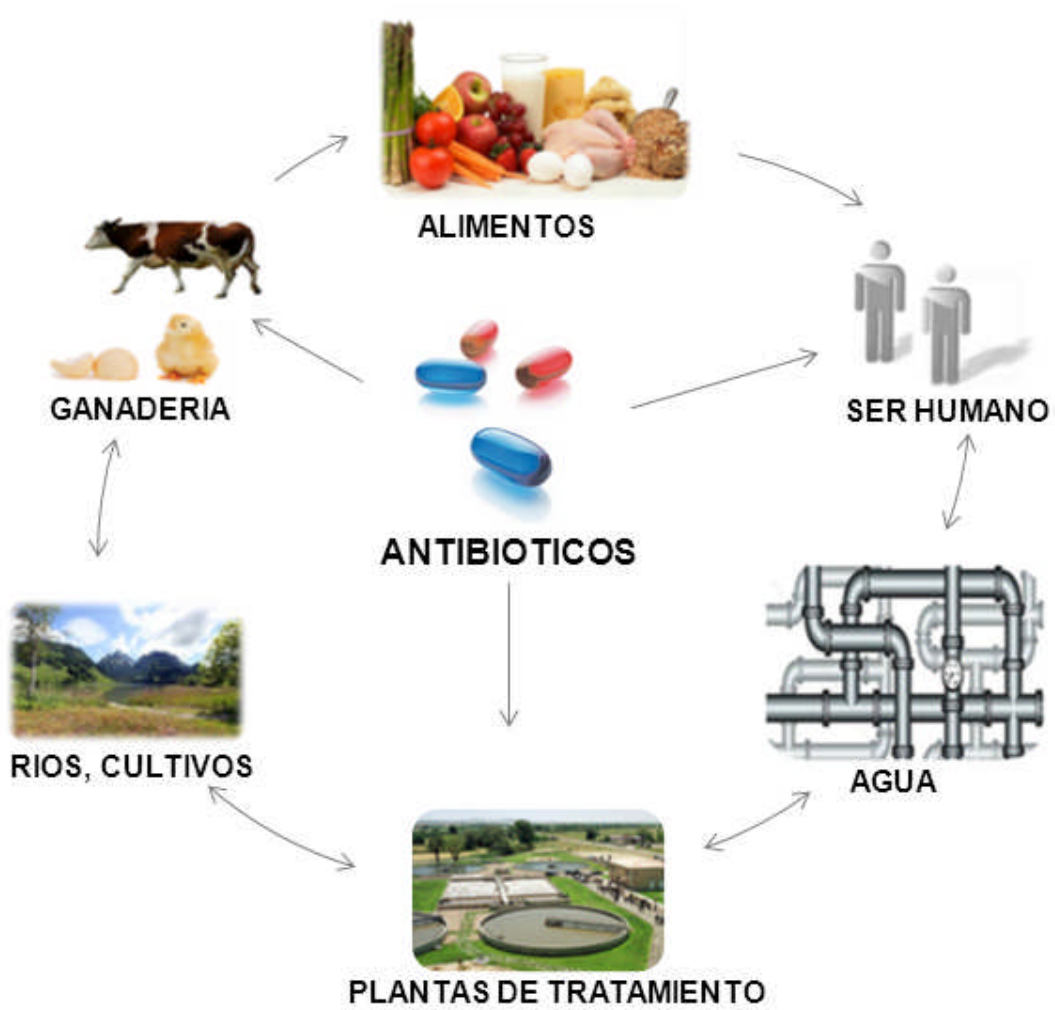 ALIMENTOS
GANADERIA
SER HUMANO
ANTIBIOTICOS
RIOS, CULTIVOS
AGUA
PLANTAS DE TRATAMIENTO